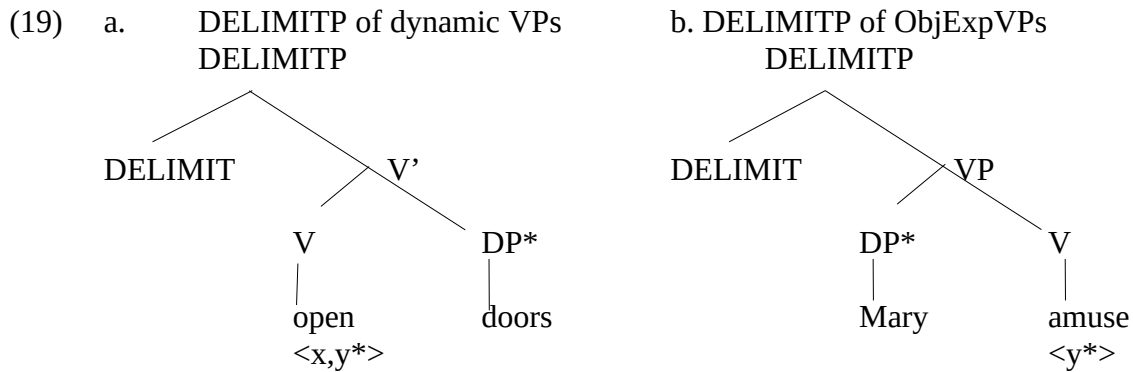 (19) a. DELIMITP of dynamic VPs b. DELIMITP of ObjExpVPs
DELIMITP DELIMITP
DELIMIT V’ DELIMIT VP
V DP* DP* V
open doors Mary amuse
<x,y*> <y*>